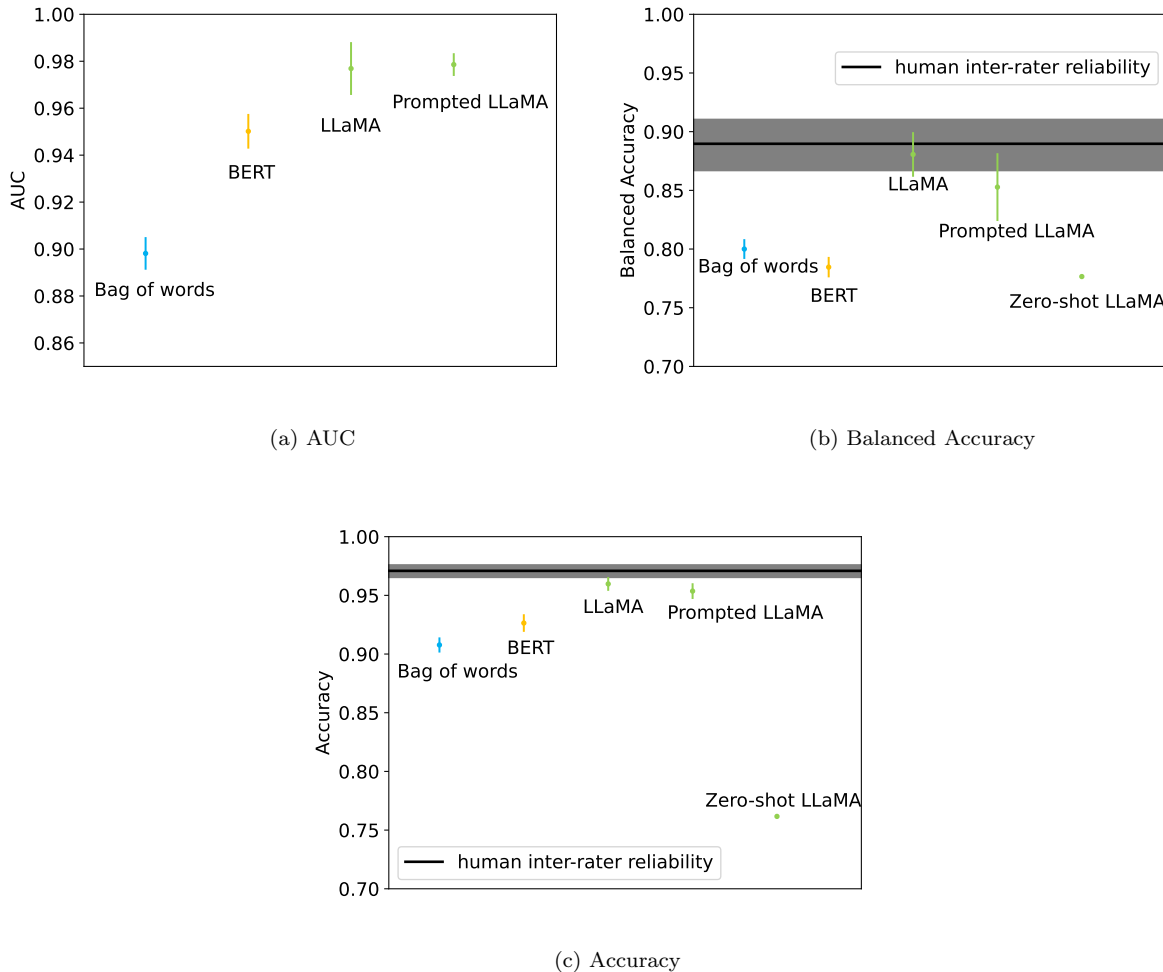 1.00
0.98
0.96
0.94
0.92
0.90
0.88
0.86
AUC
Prompted LLaMA
LLaMA
BERT
Bag of words
(a) AUC
1.00
0.95
0.90
0.85
0.80
0.75
0.70
Balanced Accuracy
human inter-rater reliability
LLaMA
Prompted LLaMA
Bag of words
BERT
Zero-shot LLaMA
(b) Balanced Accuracy
1.00
0.95
0.90
0.85
0.80
0.75
0.70
Accuracy
LLaMA
Prompted LLaMA
BERT
Bag of words
Zero-shot LLaMA
human inter-rater reliability
(c) Accuracy